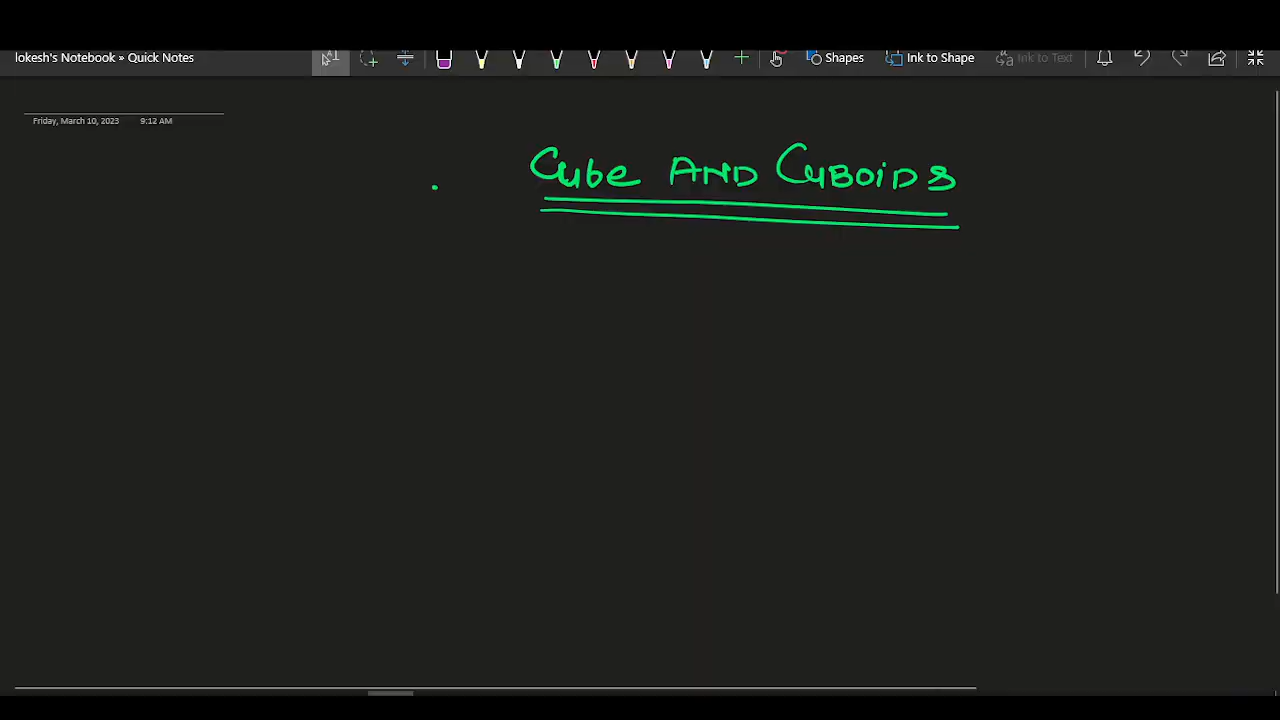 lokesh's Notebook » Quick Notes
Shapes
Ink to Shape
Ink to Text
Friday, March 10, 2023 9:12 AM
Cube AND CUBOIDS